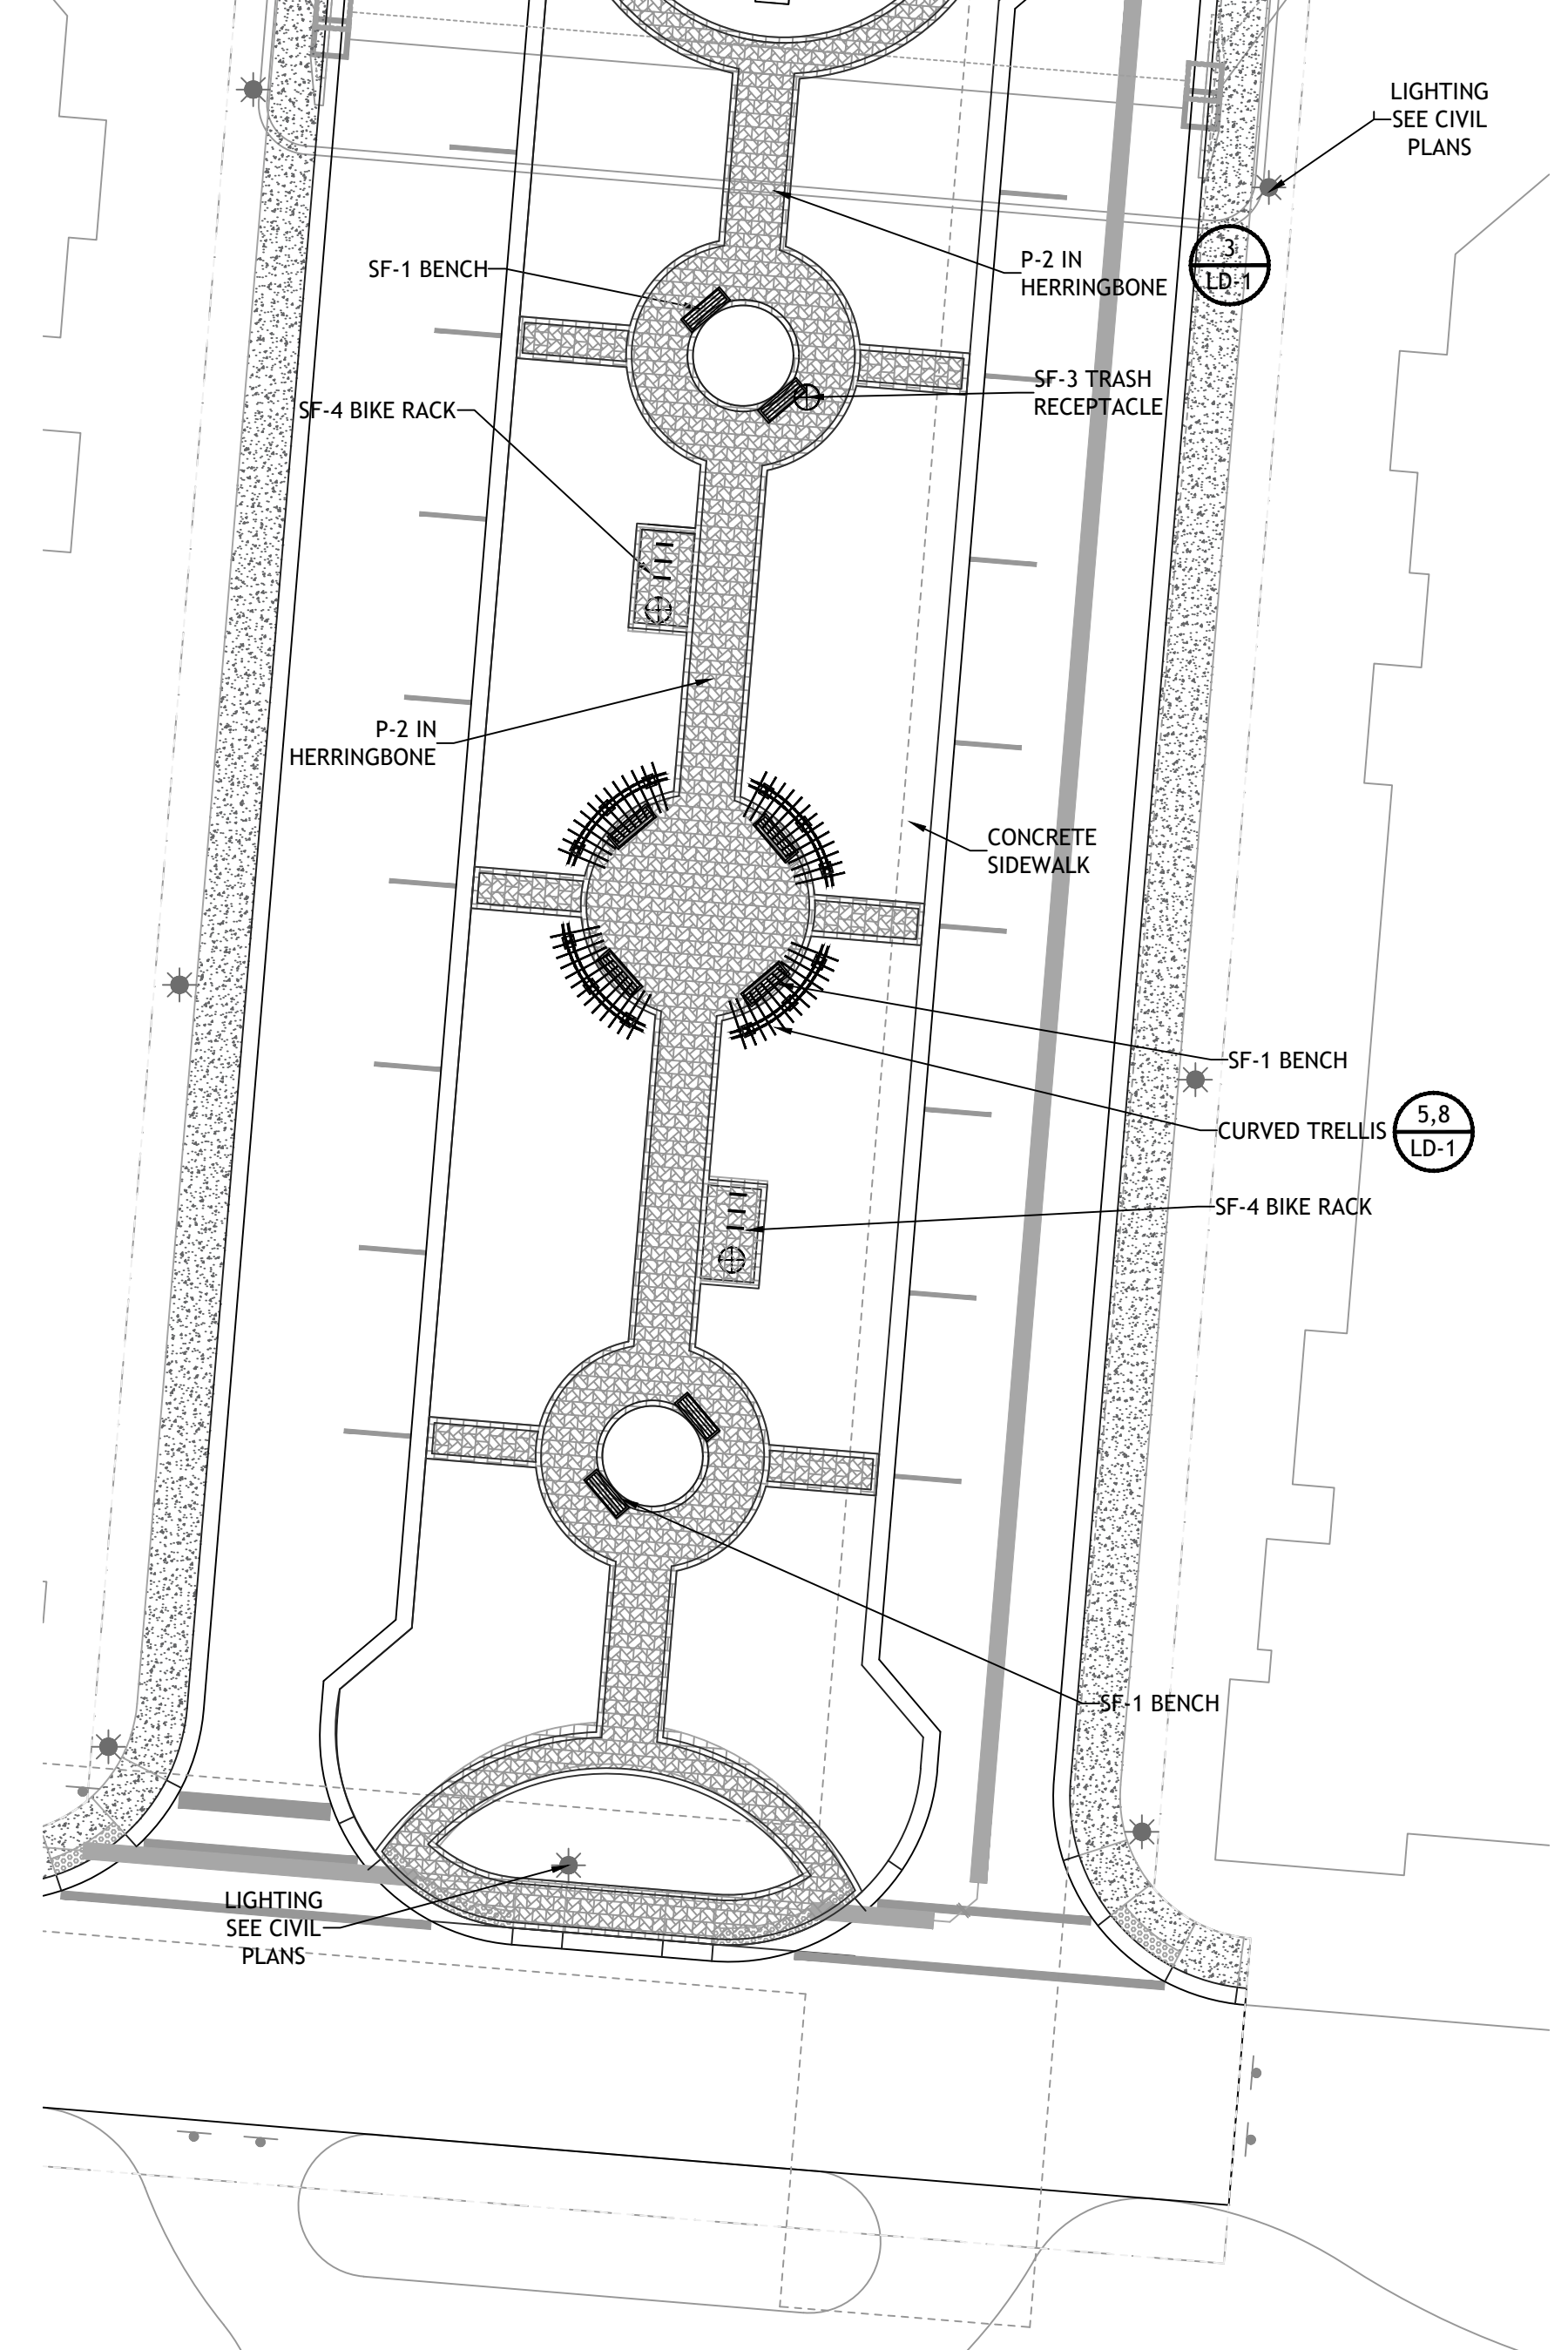 LIGHTING
SEE CIVIL
PLANS
SF-1 BENCH
P-2 IN
HERRINGBONE
3
LD-1
SF-3 TRASH
RECEPTACLE
SF-4 BIKE RACK
P-2 IN
HERRINGBONE
CONCRETE
SIDEWALK
SF-1 BENCH
CURVED TRELLIS
5,8
LD-1
SF-4 BIKE RACK
SF-1 BENCH
LIGHTING
SEE CIVIL
PLANS